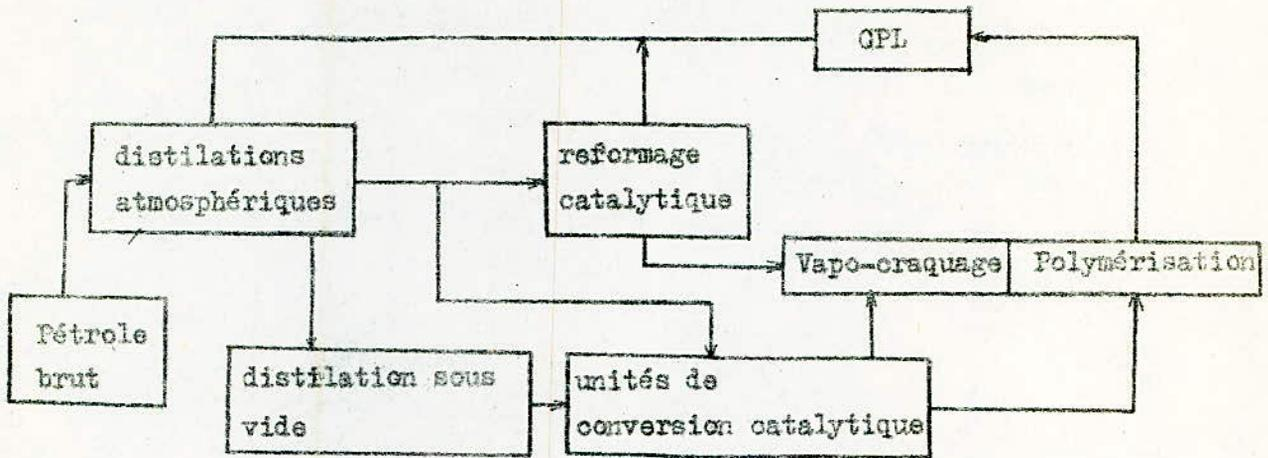 GPL
distilations
atmosphériques
reformage
catalytique
Vapo-craquage
Polymérisation
Pétrole
brut
distilation sous
vide
unités de
conversion catalytique